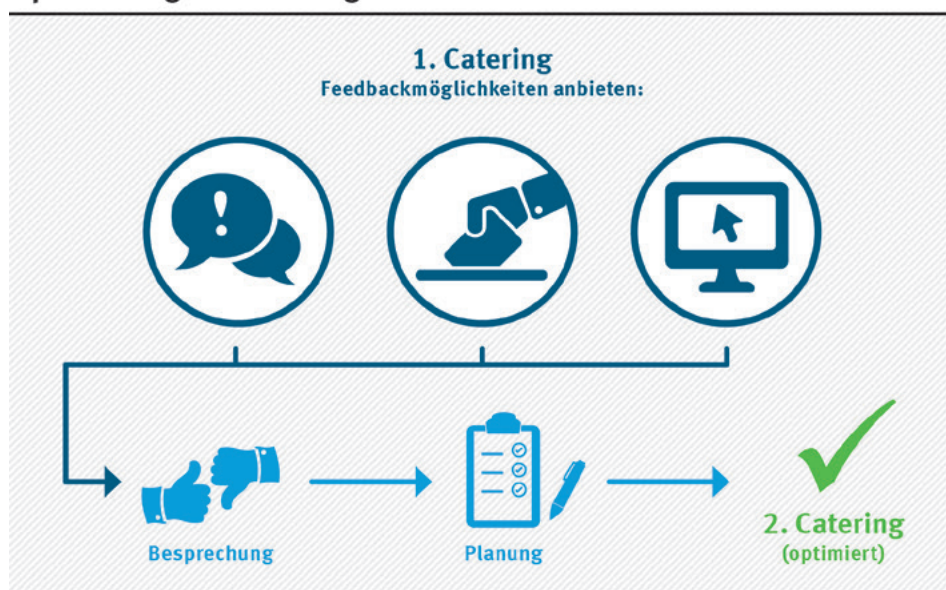 1. Catering
Feedbackmöglichkeiten anbieten:
Besprechung
Planung
2. Catering
(optimiert)